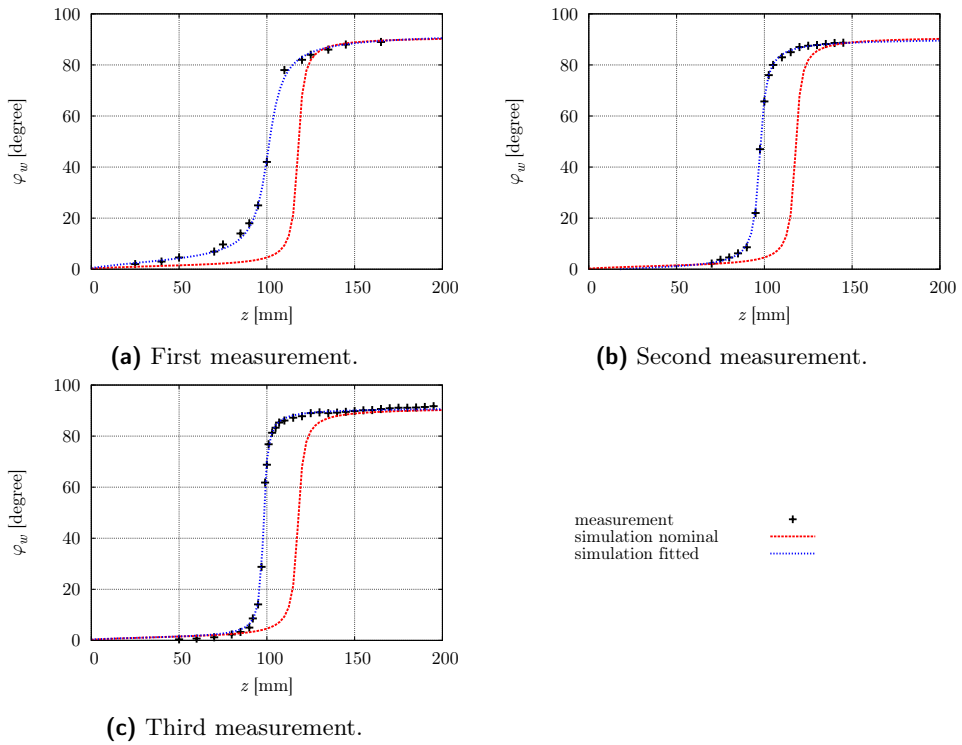 100
80
60
40
20
0
φw [degree]
0 50 100 150 200
z [mm]
(a) First measurement.
100
80
60
40
20
0
φw [degree]
0 50 100 150 200
z [mm]
(b) Second measurement.
100
80
60
40
20
0
φw [degree]
0 50 100 150 200
z [mm]
(c) Third measurement.
measurement
simulation nominal
simulation fitted